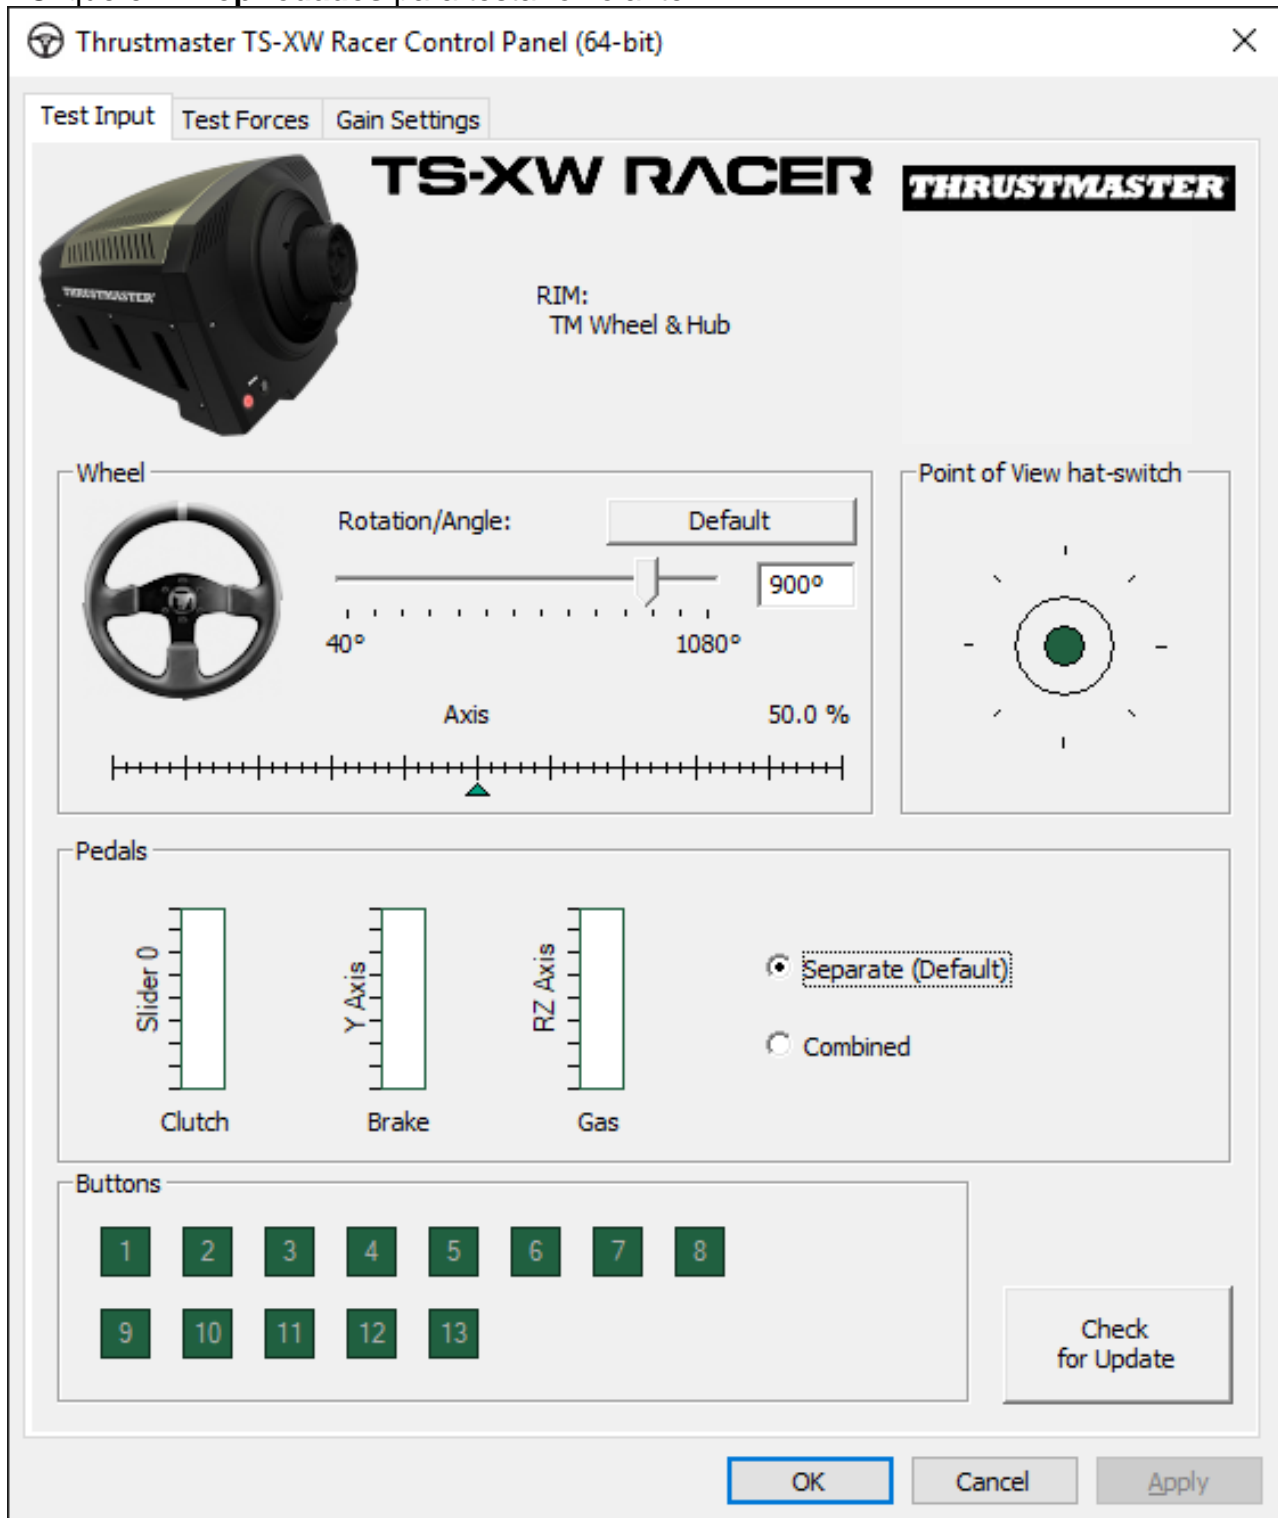 Thrustmaster TS-XW Racer Control Panel (64-bit)
Test Input
Test Forces
Gain Settings
TS-XW RACER
THRUSTMASTER
THRUSTMASTER
RIM:
TM Wheel & Hub
Wheel
Rotation/Angle:
Default
900°
40°
1080°
Axis
50.0 %
Point of View hat-switch
Pedals
Slider 0
Y Axis
RZ Axis
Clutch
Brake
Gas
Separate (Default)
Combined
Buttons
1 2 3 4 5 6 7 8
9 10 11 12 13
Check
for Update
OK
Cancel
Apply